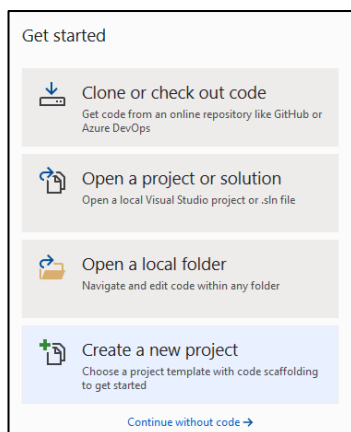 Get started
Clone or check out code
Get code from an online repository like GitHub or
Azure DevOps
Open a project or solution
Open a local Visual Studio project or .sln file
Open a local folder
Navigate and edit code within any folder
Create a new project
Choose a project template with code scaffolding
to get started
Continue without code →